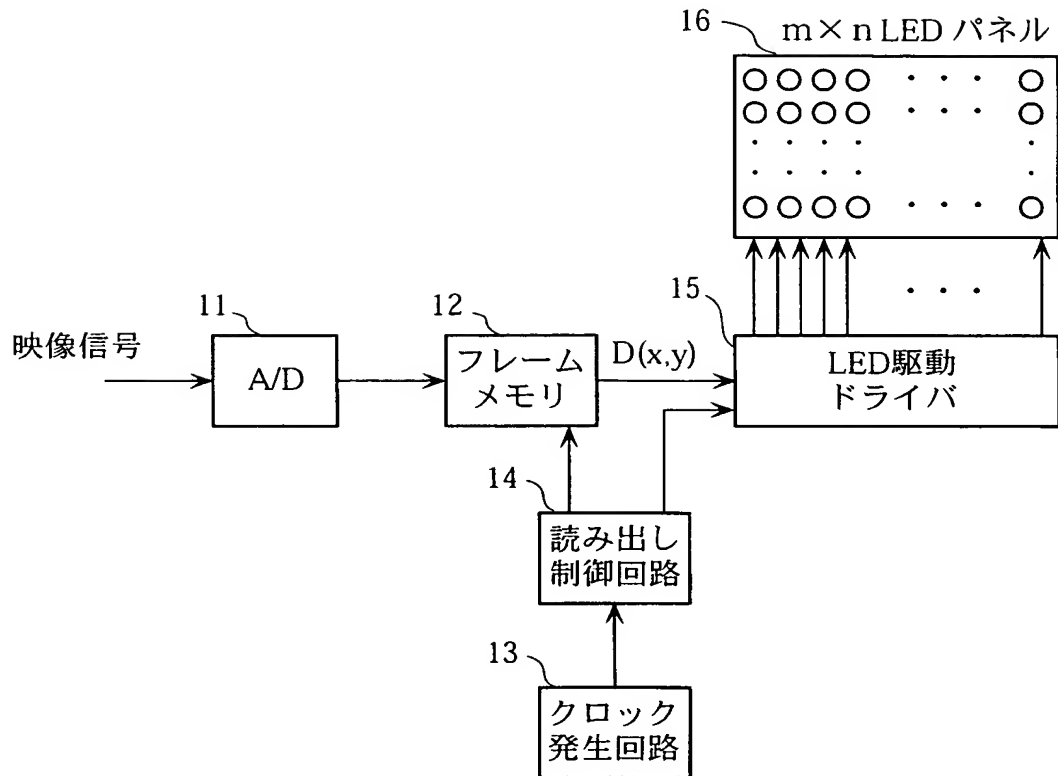 16
m×n LED パネル
11
12
15
映像信号
A/D
フレーム
メモリ
D(x,y)
LED駆動
ドライバ
14
読み出し
制御回路
13
クロック
発生回路